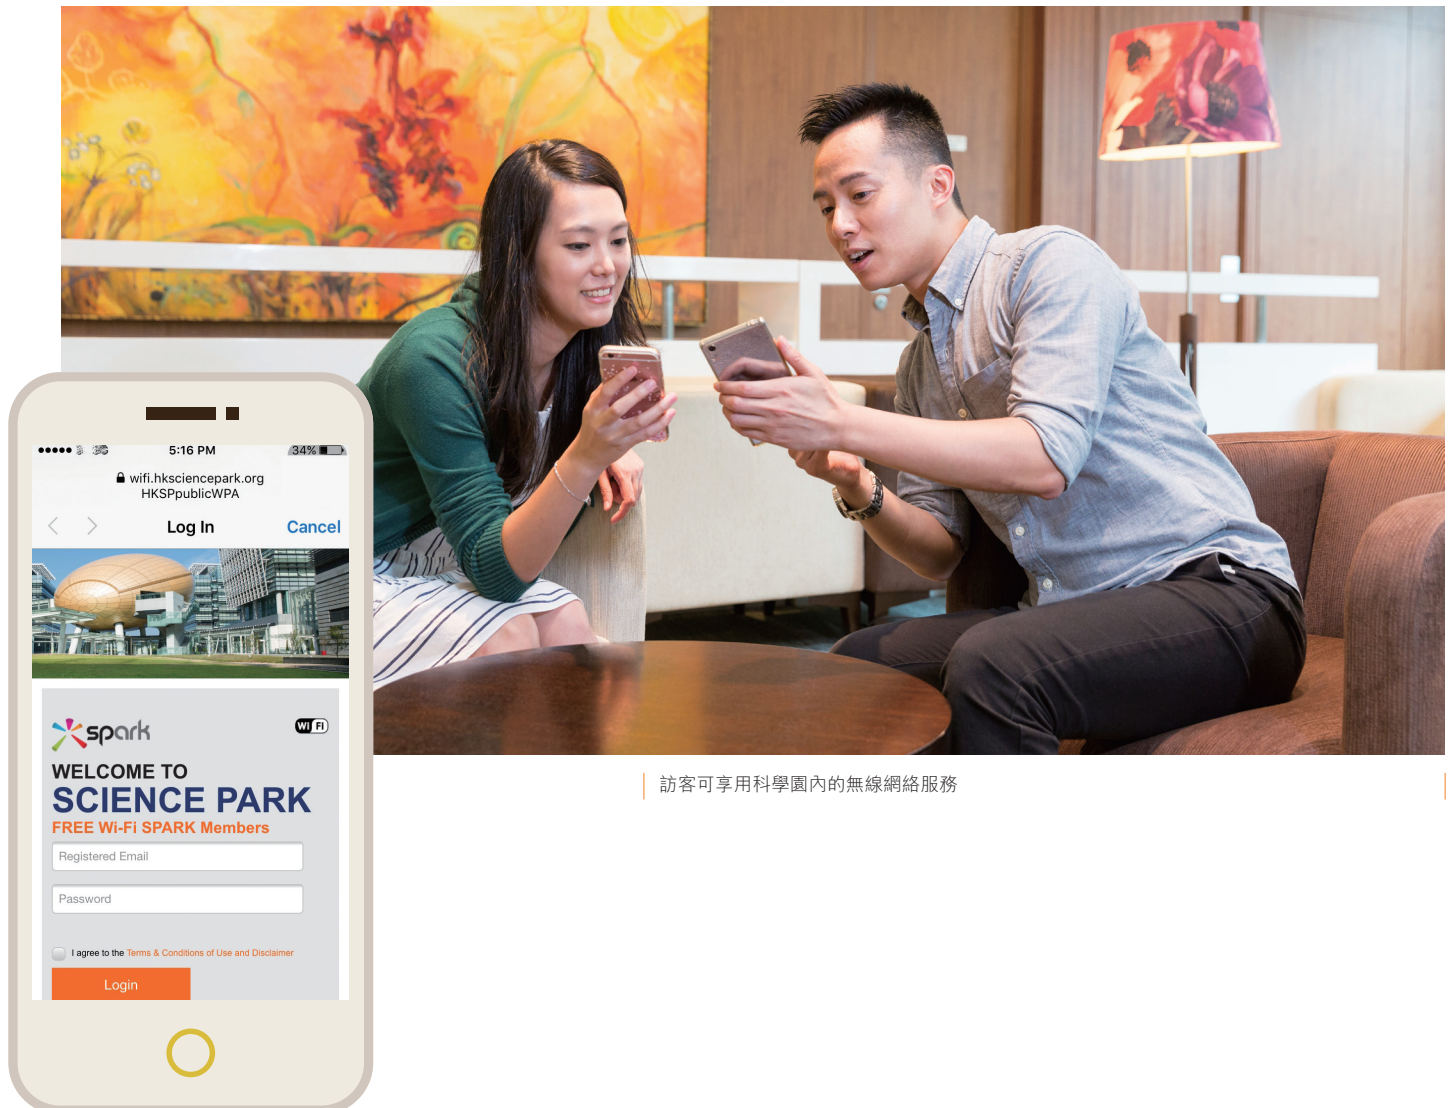 5:16 PM
34%
wifi.hksciencepark.org
HKSPpublicWPA
Log In
Cancel
spark
Wi Fi
WELCOME TO
SCIENCE PARK
FREE Wi-Fi SPARK Members
Registered Email
Password
I agree to the Terms & Conditions of Use and Disclaimer
Login
訪客可享用科學園內的無線網絡服務